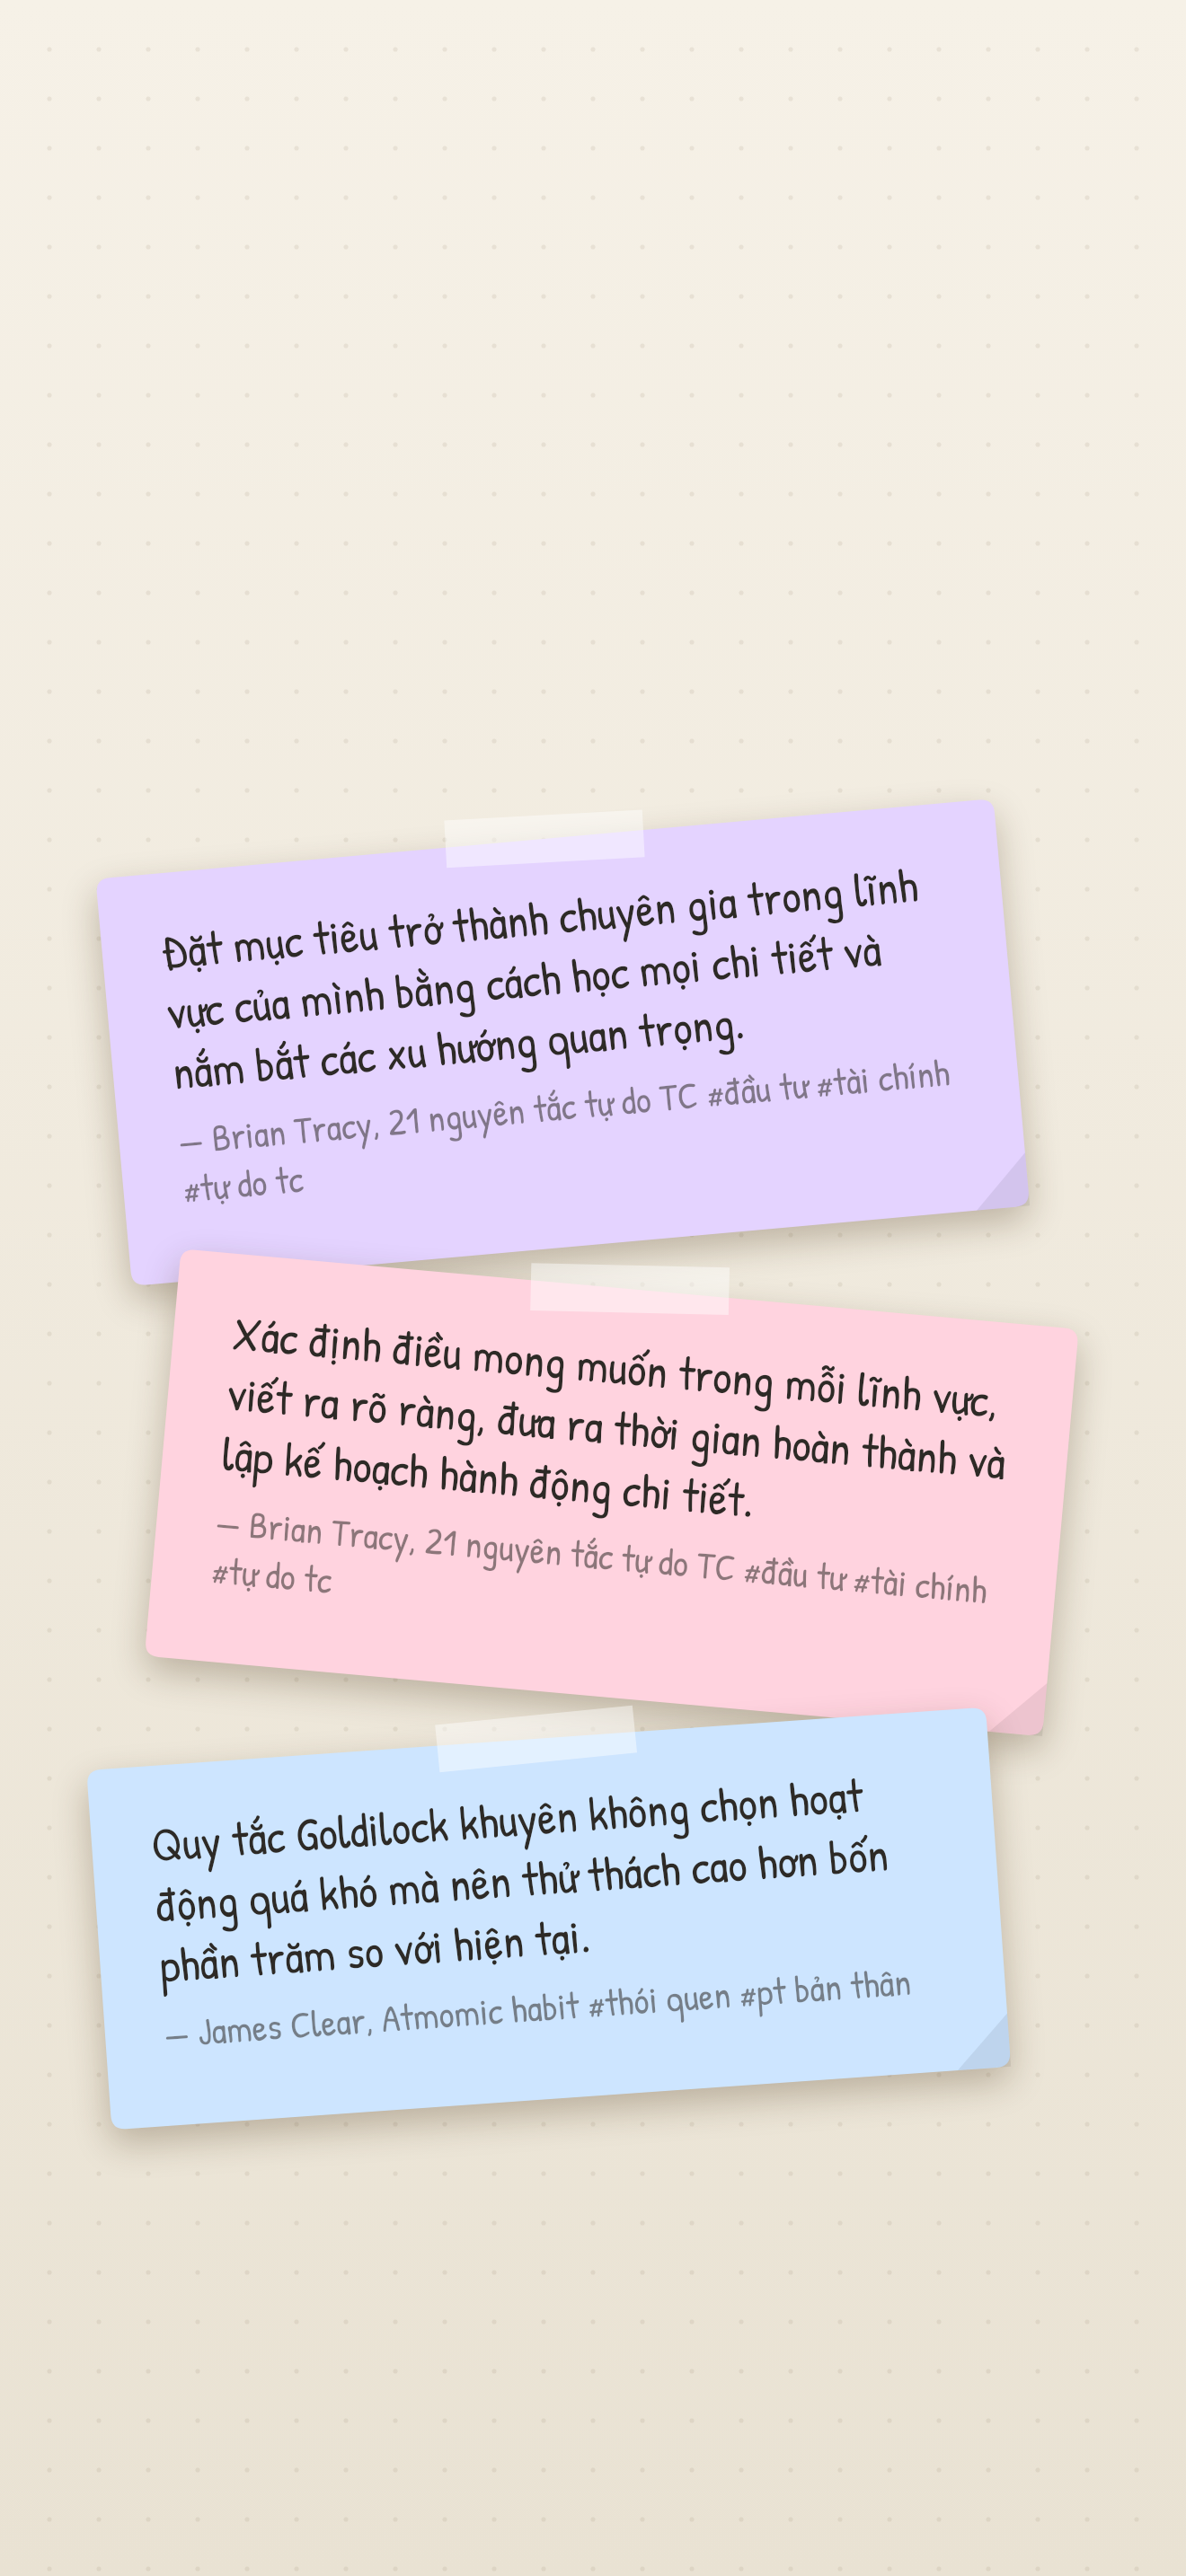 Đặt mục tiêu trở thành chuyên gia trong lĩnh
vực của mình bằng cách học mọi chi tiết và
nắm bắt các xu hướng quan trọng.
— Brian Tracy, 21 nguyên tắc tự do TC #đầu tư #tài chính
#tự do tc
Xác định điều mong muốn trong mỗi lĩnh vực,
viết ra rõ ràng, đưa ra thời gian hoàn thành và
lập kế hoạch hành động chi tiết.
— Brian Tracy, 21 nguyên tắc tự do TC #đầu tư #tài chính
#tự do tc
Quy tắc Goldilock khuyên không chọn hoạt
động quá khó mà nên thử thách cao hơn bốn
phần trăm so với hiện tại.
— James Clear, Atmomic habit #thói quen #pt bản thân